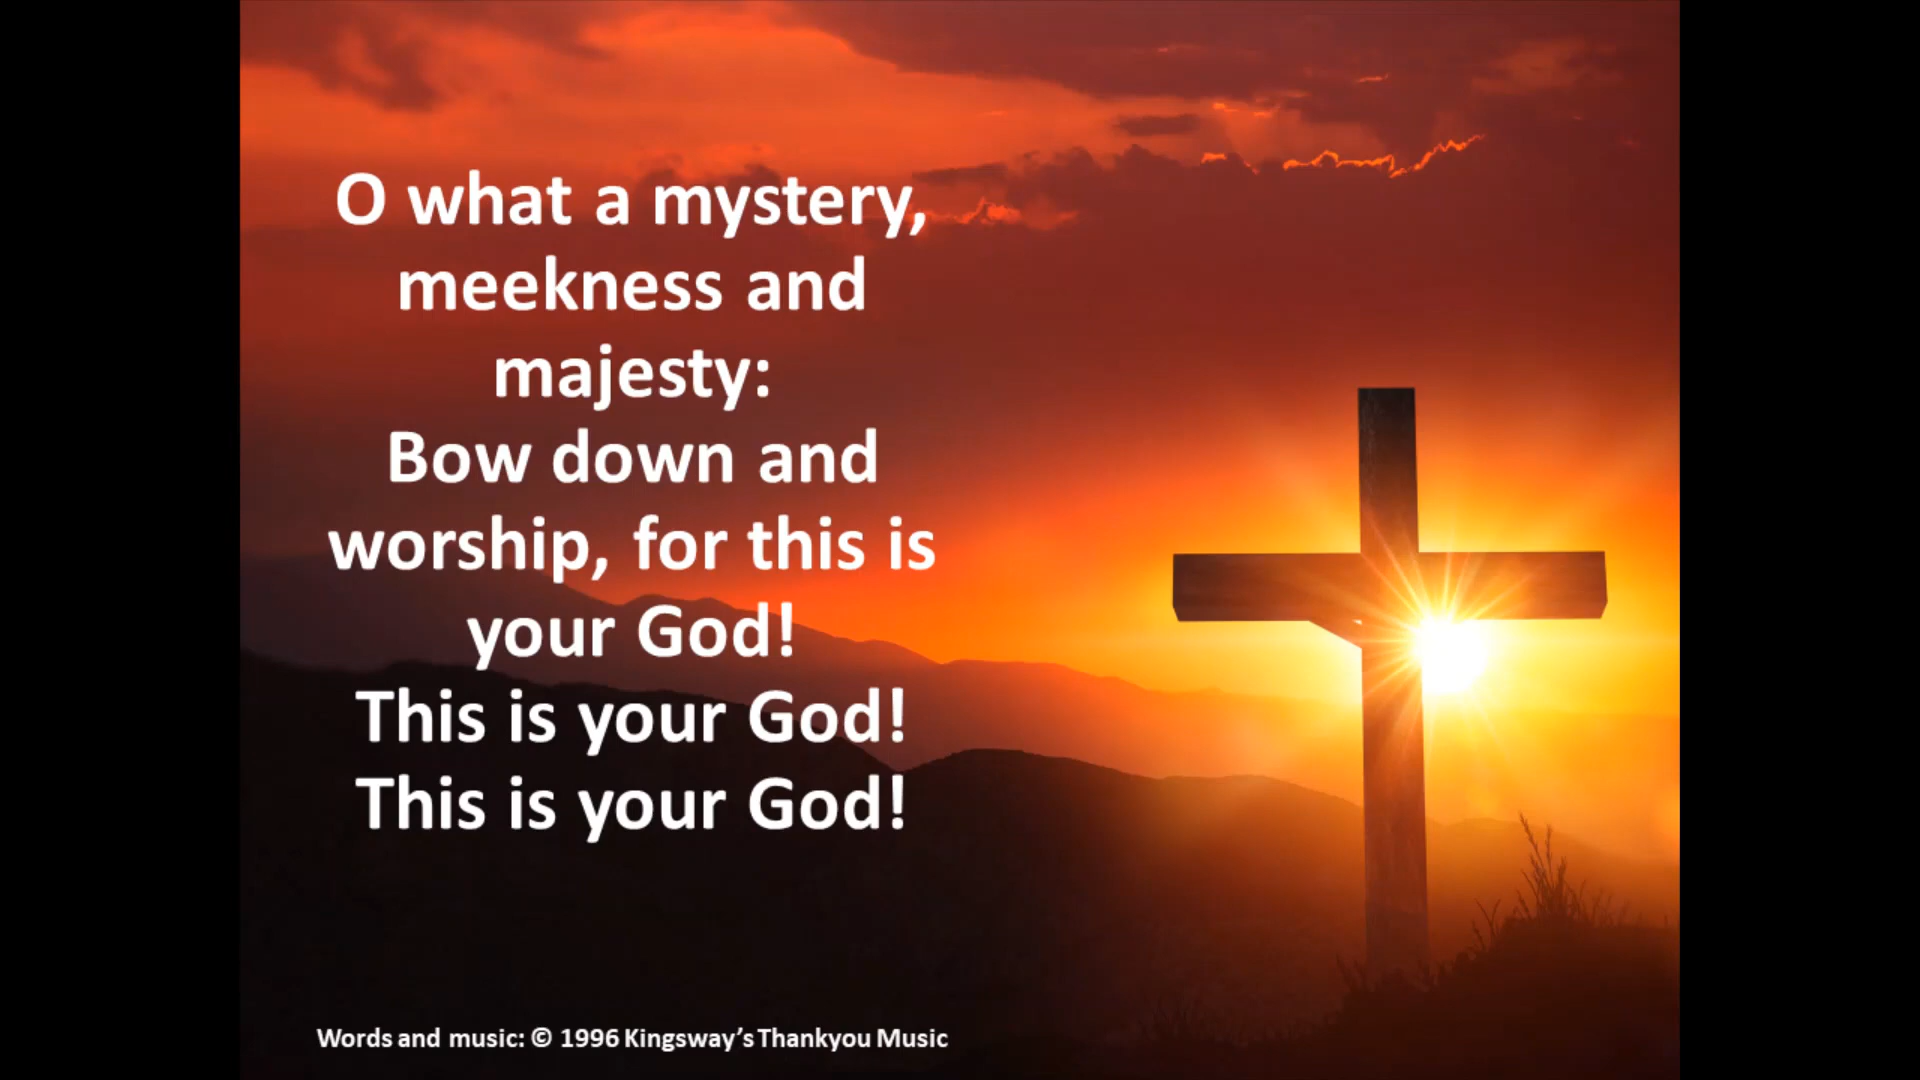 O what a mystery,
meekness and
majesty:
Bow down and
worship, for this is
your God!
This is your God!
This is your God!
Words and music: © 1996 Kingsway’s Thankyou Music